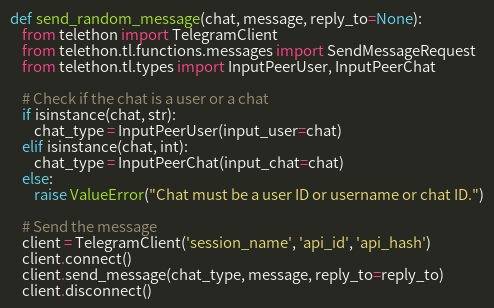 def send_random_message(chat, message, reply_to=None):
    from telethon import TelegramClient
    from telethon.tl.functions.messages import SendMessageRequest
    from telethon.tl.types import InputPeerUser, InputPeerChat

    # Check if the chat is a user or a chat
    if isinstance(chat, str):
        chat_type = InputPeerUser(input_user=chat)
    elif isinstance(chat, int):
        chat_type = InputPeerChat(input_chat=chat)
    else:
        raise ValueError("Chat must be a user ID or username or chat ID.")

    # Send the message
    client = TelegramClient('session_name', 'api_id', 'api_hash')
    client.connect()
    client.send_message(chat_type, message, reply_to=reply_to)
    client.disconnect()